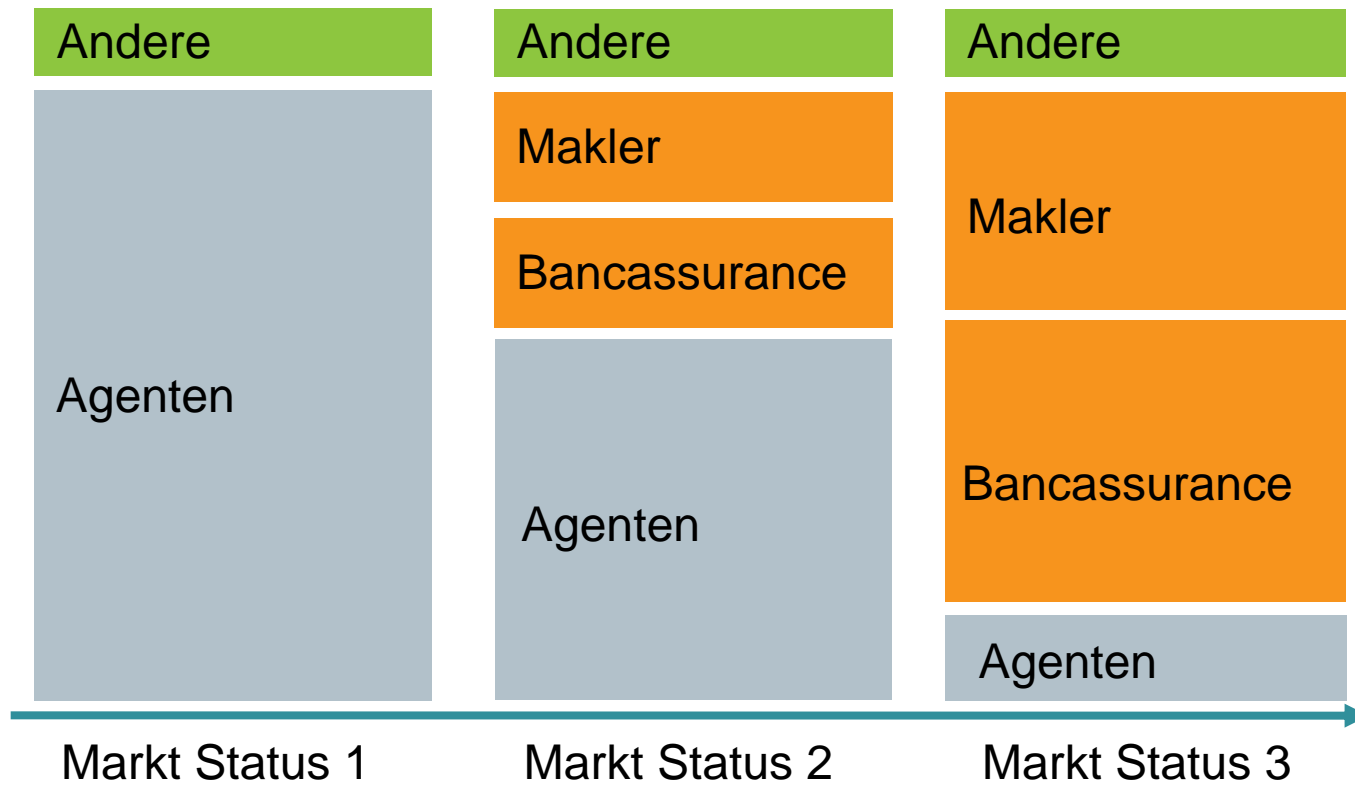 Andere
Agenten
Markt Status 1
Andere
Makler
Bancassurance
Agenten
Markt Status 2
Andere
Makler
Bancassurance
Agenten
Markt Status 3